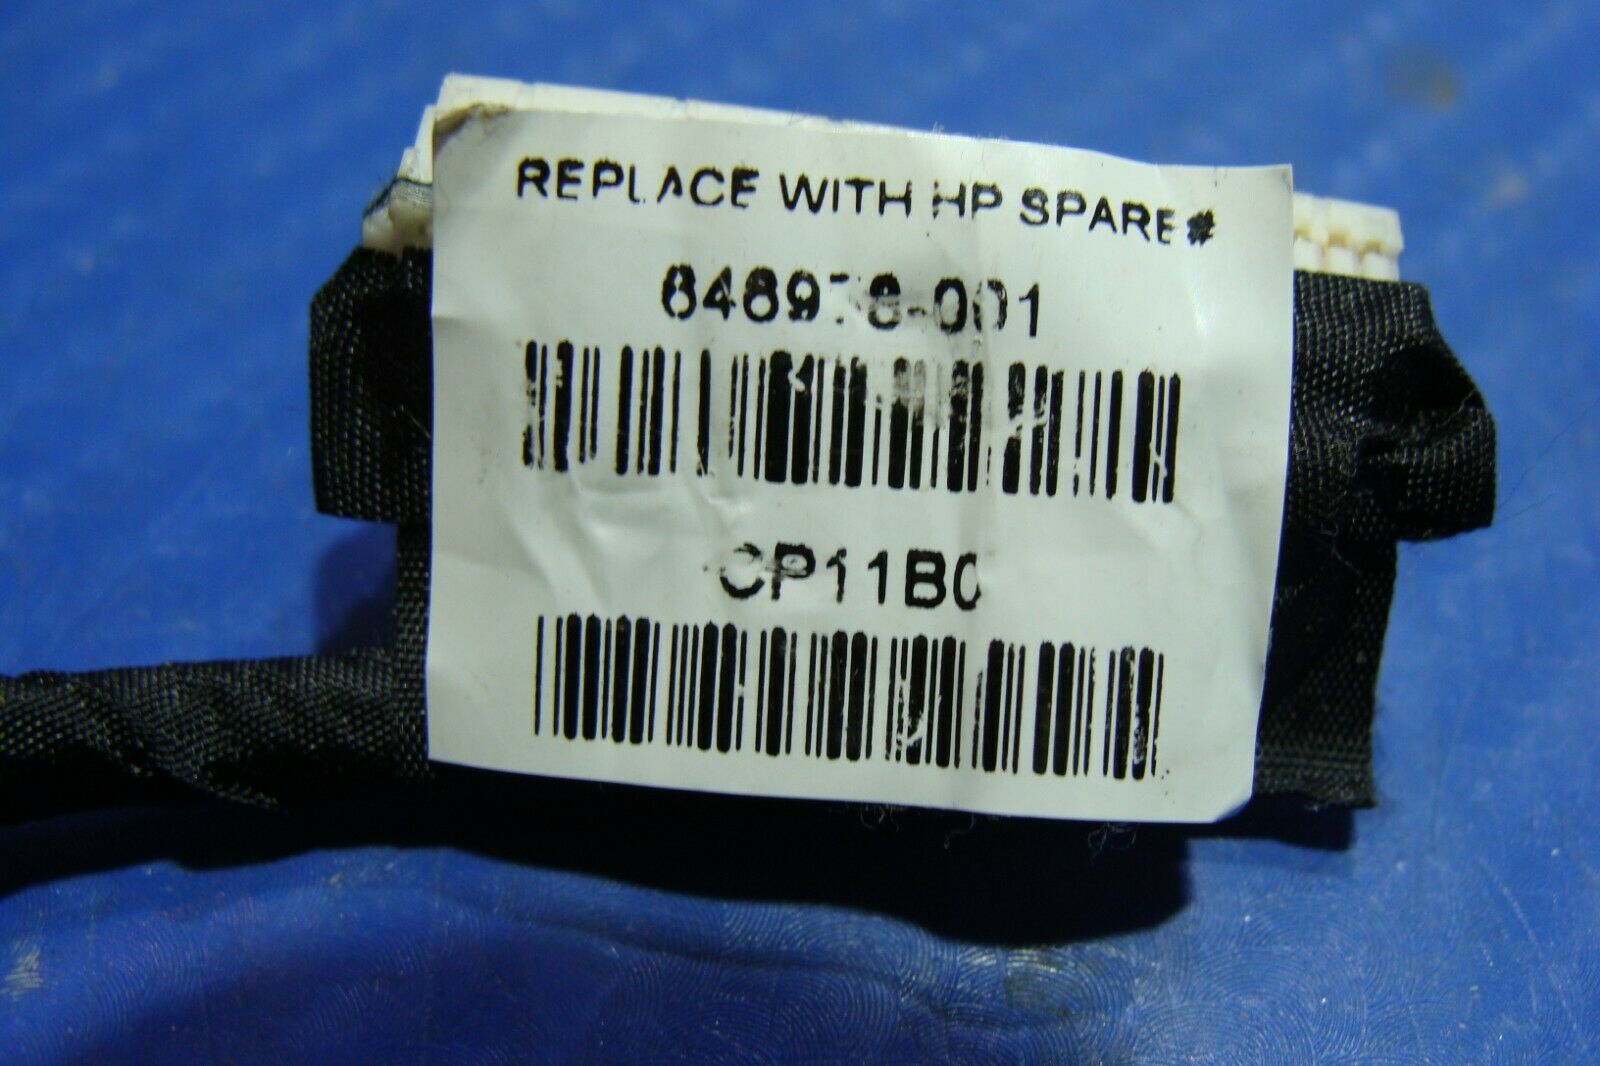 REPLACE WITH HP SPARE#
CP11B0